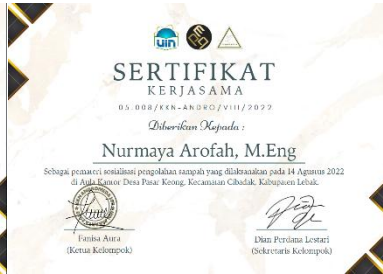 uin
SERTIFIKAT
KERJASAMA
05.008/KKN-ANDRO/VIII/2022
Diberikan Kepada :
Nurmaya Arofah, M.Eng
Sebagai pemateri sosialisasi pengolahan sampah yang dilaksanakan pada 14 Agustus 2022
di Aula Kantor Desa Pasar Keong, Kecamatan Cibadak, Kabupaten Lebak.
Fanisa Aura
(Ketua Kelompok)
Dian Perdana Lestari
(Sekretaris Kelompok)